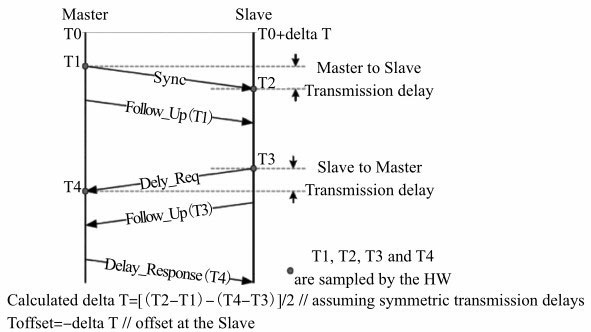 Master Slave
T0 T0+delta T
T1
Sync
T2
Master to Slave
Transmission delay
Follow_Up(T1)
T3
Slave to Master
Dely_Req
T4
Transmission delay
Follow_Up(T3)
Delay_Response(T4)
T1, T2, T3 and T4
are sampled by the HW
Calculated delta T=[(T2-T1)-(T4-T3)]/2 // assuming symmetric transmission delays
Toffset=-delta T // offset at the Slave